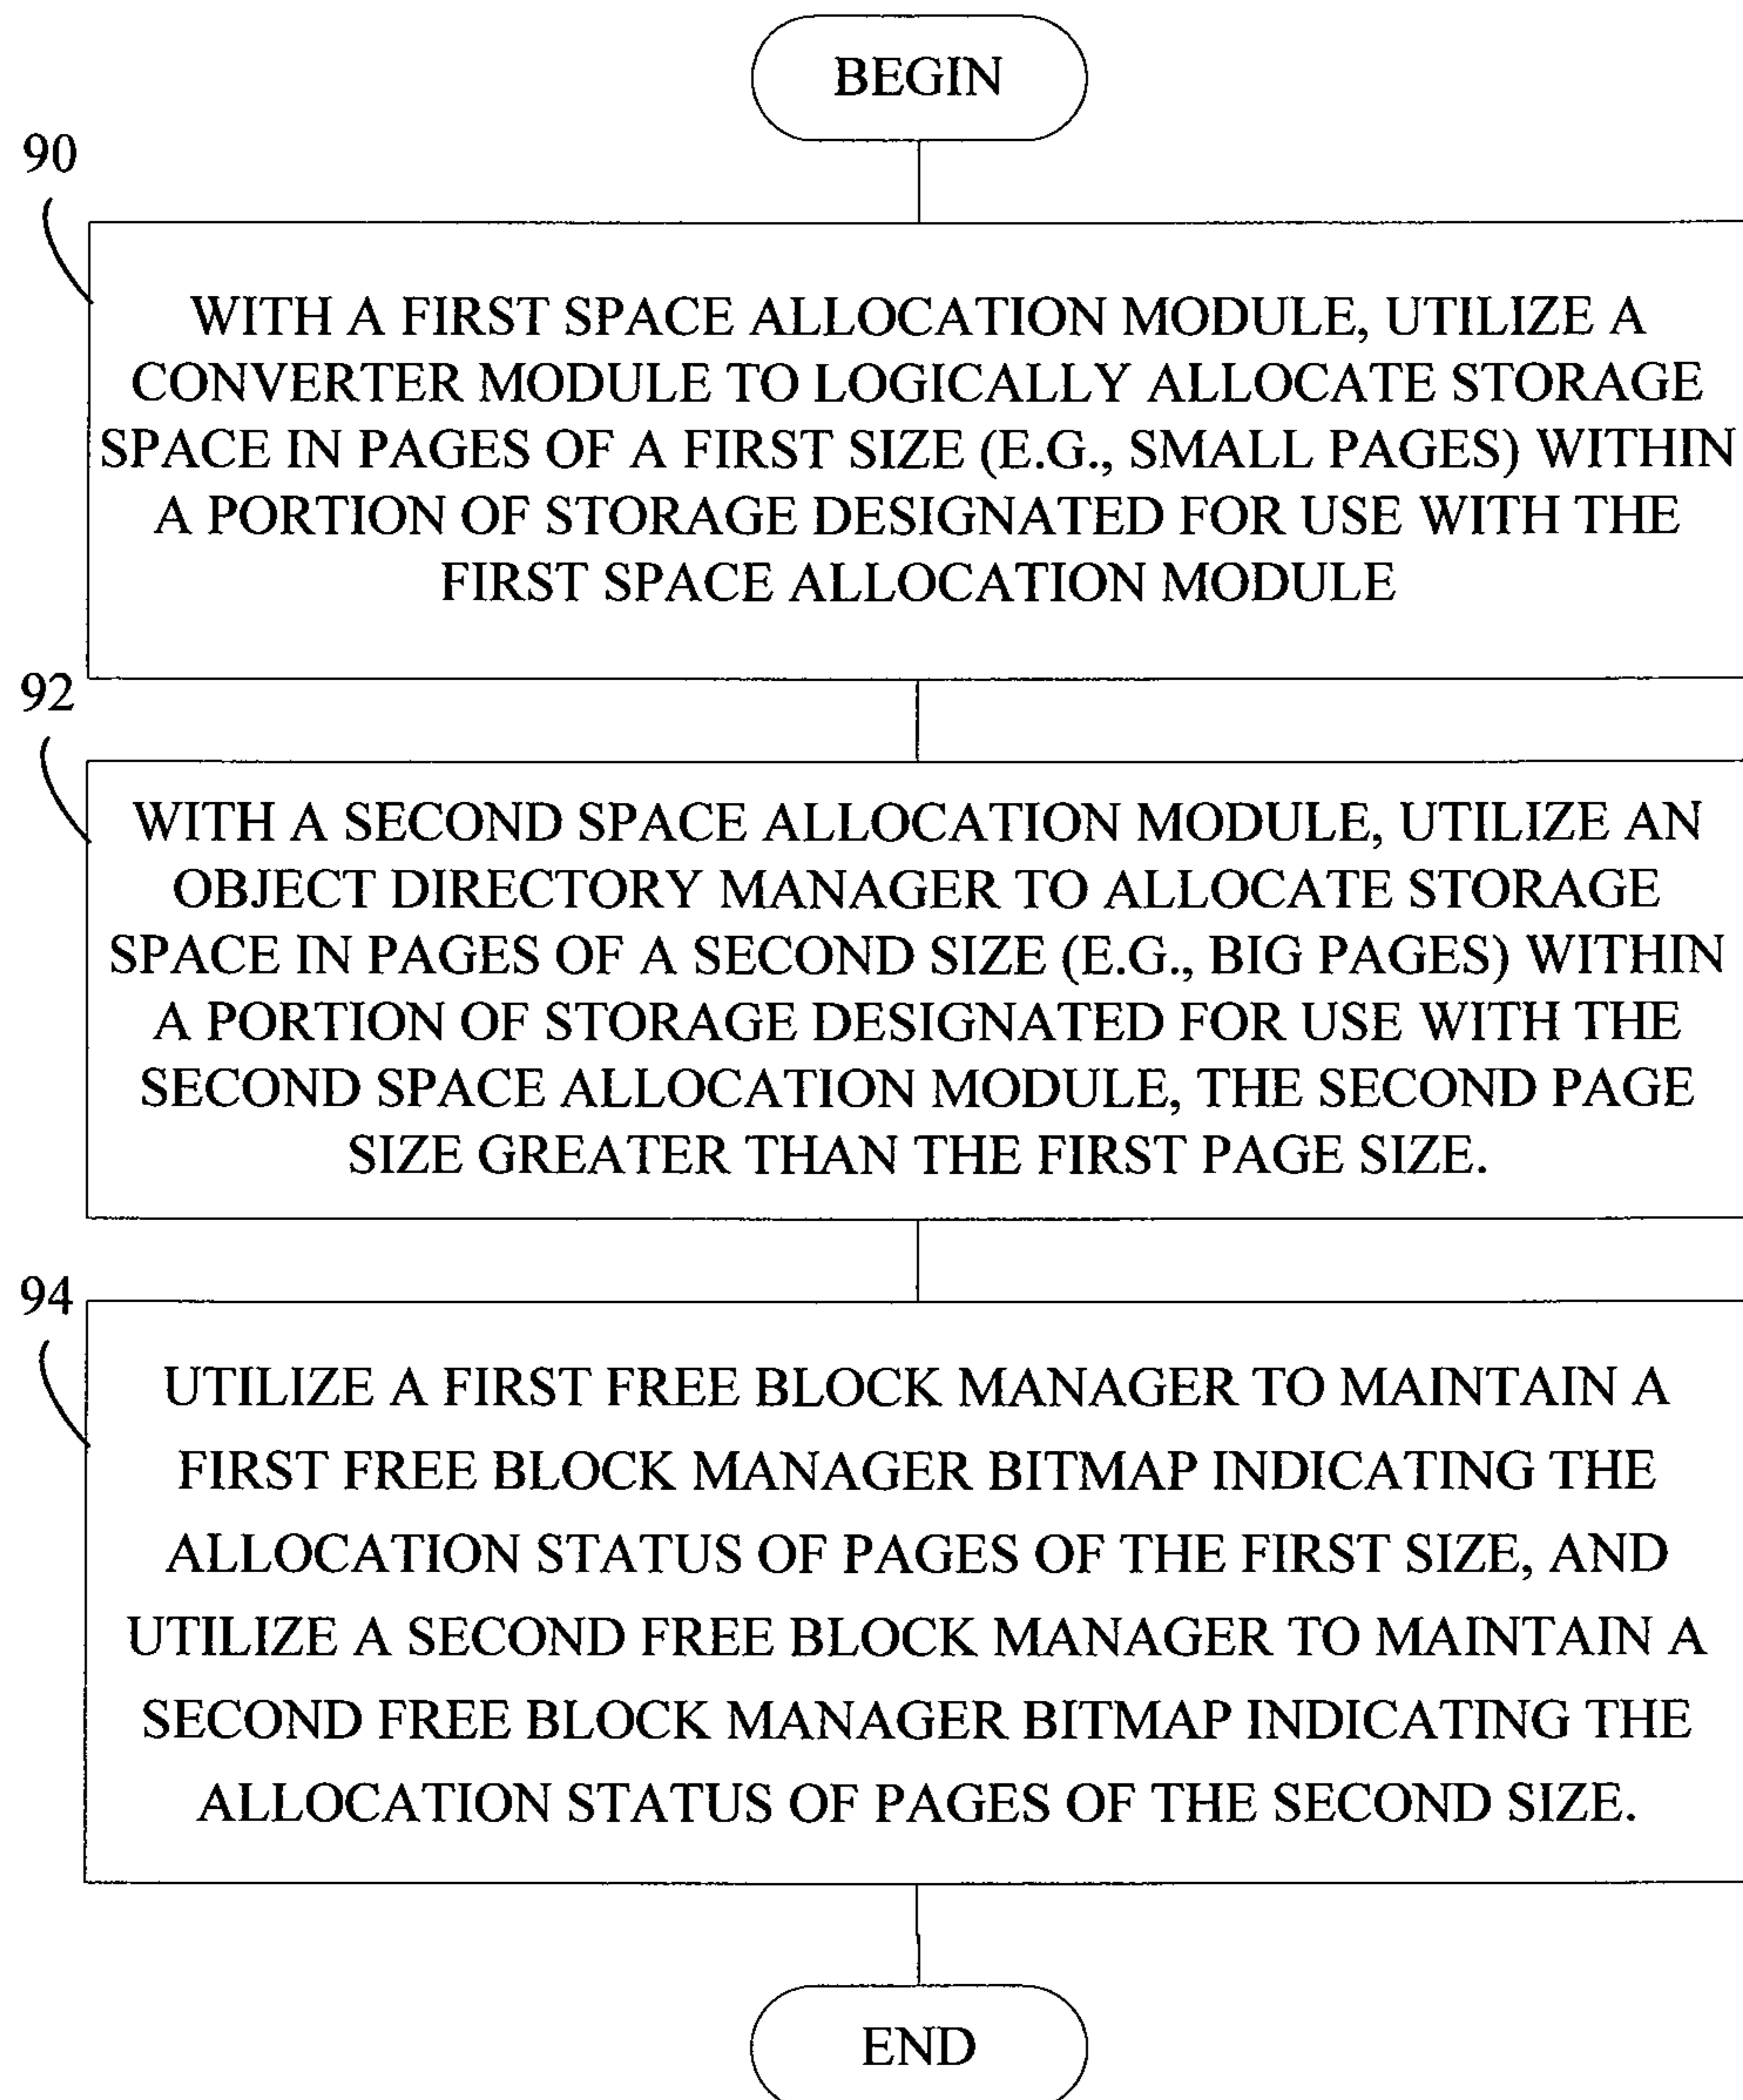 BEGIN
90
WITH A FIRST SPACE ALLOCATION MODULE, UTILIZE A
CONVERTER MODULE TO LOGICALLY ALLOCATE STORAGE
SPACE IN PAGES OF A FIRST SIZE (E.G., SMALL PAGES) WITHIN
A PORTION OF STORAGE DESIGNATED FOR USE WITH THE
FIRST SPACE ALLOCATION MODULE
92
WITH A SECOND SPACE ALLOCATION MODULE, UTILIZE AN
OBJECT DIRECTORY MANAGER TO ALLOCATE STORAGE
SPACE IN PAGES OF A SECOND SIZE (E.G., BIG PAGES) WITHIN
A PORTION OF STORAGE DESIGNATED FOR USE WITH THE
SECOND SPACE ALLOCATION MODULE, THE SECOND PAGE
SIZE GREATER THAN THE FIRST PAGE SIZE.
94
UTILIZE A FIRST FREE BLOCK MANAGER TO MAINTAIN A
FIRST FREE BLOCK MANAGER BITMAP INDICATING THE
ALLOCATION STATUS OF PAGES OF THE FIRST SIZE, AND
UTILIZE A SECOND FREE BLOCK MANAGER TO MAINTAIN A
SECOND FREE BLOCK MANAGER BITMAP INDICATING THE
ALLOCATION STATUS OF PAGES OF THE SECOND SIZE.
END